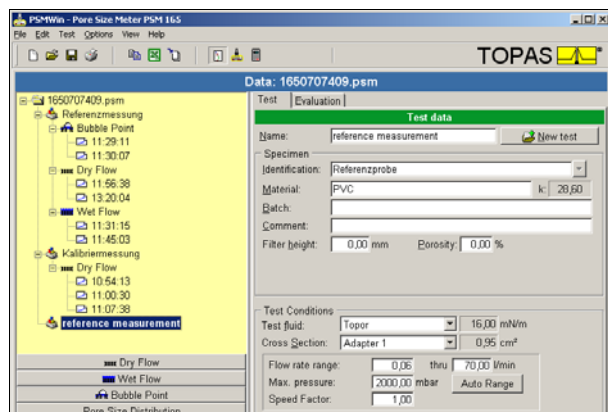 PSMWin - Pore Size Meter PSM 165
File Edit Test Options View Help
TOPAS
Data: 1650707409.psm
1650707409.psm
Referenzmessung
Bubble Point
11:29:11
11:30:07
Dry Flow
11:56:38
13:20:04
Wet Flow
11:31:15
11:45:03
Kalibriermessung
Dry Flow
10:54:13
11:00:30
11:07:38
reference measurement
Dry Flow
Wet Flow
Bubble Point
Pore Size Distribution
Test Evaluation
Test data
Name: reference measurement New test
Specimen
Identification: Referenzprobe
Material: PVC k: 28,60
Batch:
Comment:
Filter height: 0,00 mm Porosity: 0,00 %
Test Conditions
Test fluid: Topor 16,00 mN/m
Cross Section: Adapter 1 0,95 cm²
Flow rate range: 0,06 thru 70,00 l/min
Max. pressure: 2000,00 mbar Auto Range
Speed Factor: 1,00